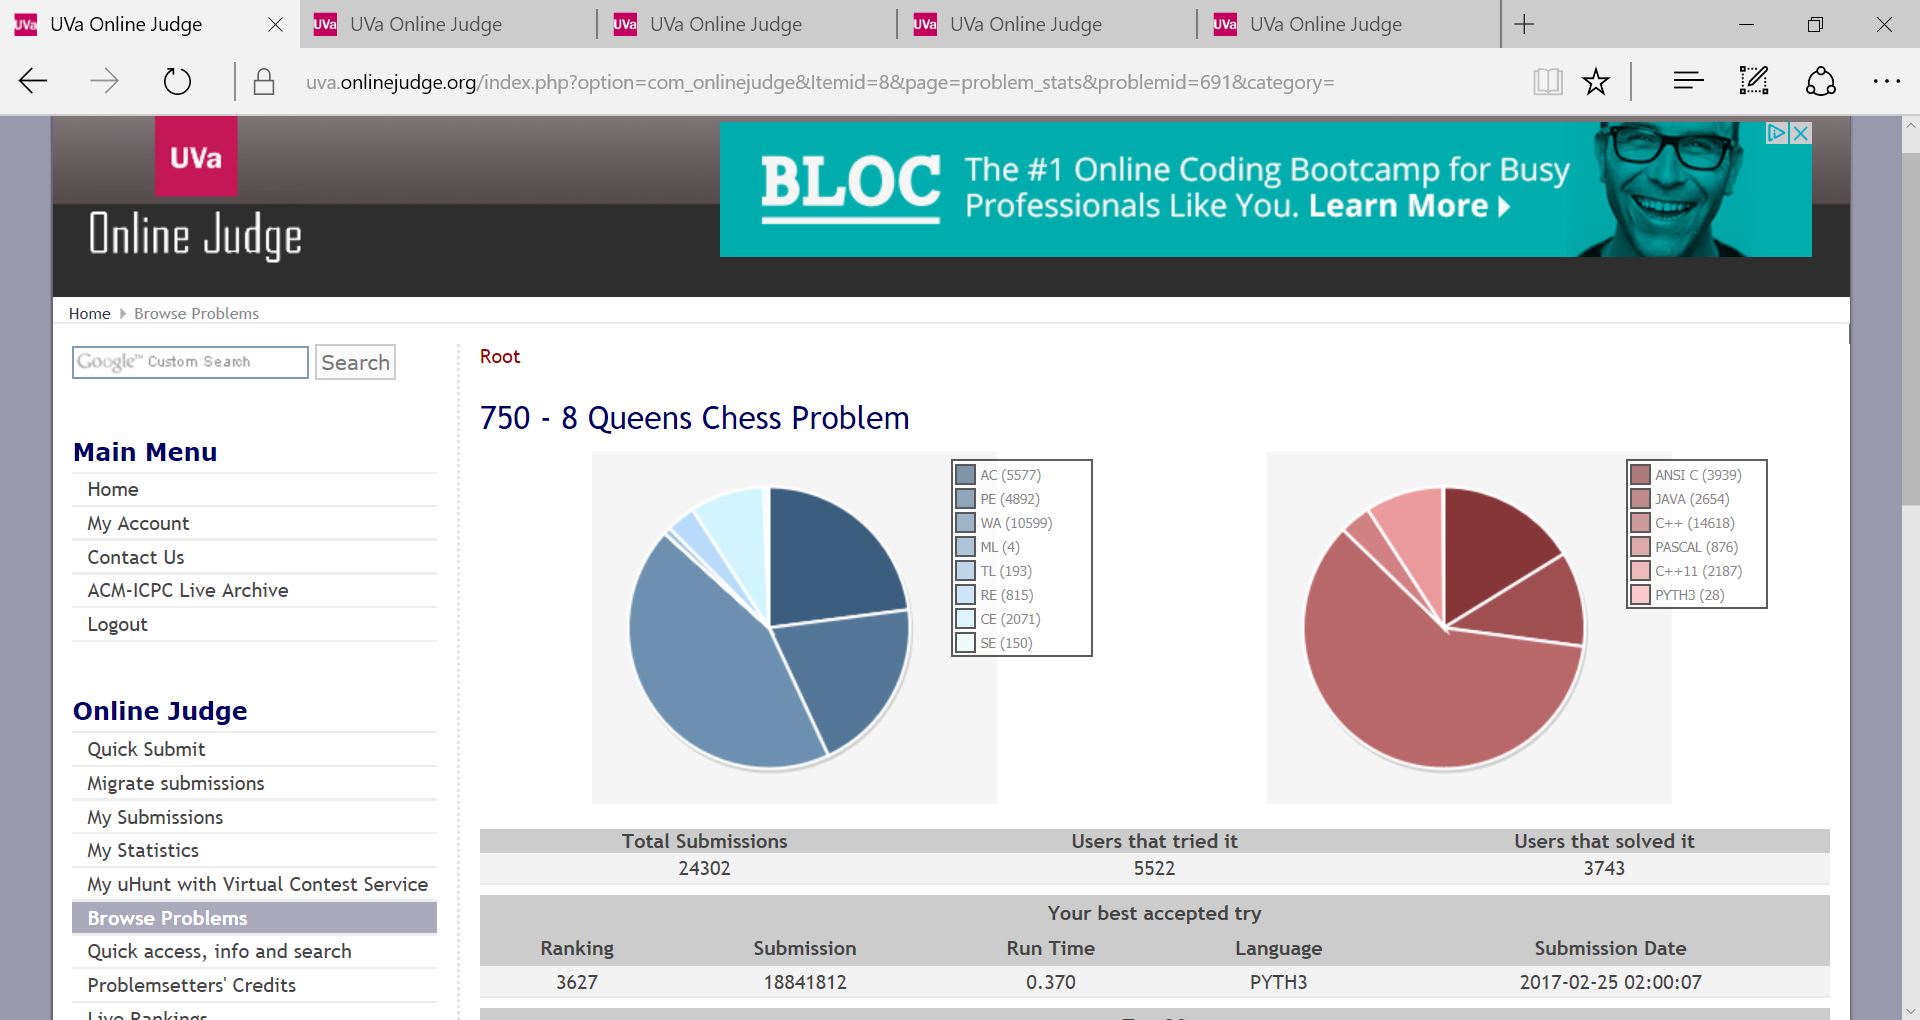 UVa Online Judge
UVa Online Judge
UVa Online Judge
UVa Online Judge
UVa Online Judge
uva.onlinejudge.org/index.php?option=com_onlinejudge&Itemid=8&page=problem_stats&problemid=691&category=
UVa
Online Judge
BLOC
The #1 Online Coding Bootcamp for Busy
Professionals Like You. Learn More
Home Browse Problems
Google™ Custom Search
Search
Root
750 - 8 Queens Chess Problem
Main Menu
Home
My Account
Contact Us
ACM-ICPC Live Archive
Logout
Online Judge
Quick Submit
Migrate submissions
My Submissions
My Statistics
My uHunt with Virtual Contest Service
Browse Problems
Quick access, info and search
Problemsetters' Credits
Live Rankings
AC (5577)
PE (4892)
WA (10599)
ML (4)
TL (193)
RE (815)
CE (2071)
SE (150)
ANSI C (3939)
JAVA (2654)
C++ (14618)
PASCAL (876)
C++11 (2187)
PYTH3 (28)
Total Submissions Users that tried it Users that solved it
24302 5522 3743
Your best accepted try
Ranking Submission Run Time Language Submission Date
3627 18841812 0.370 PYTH3 2017-02-25 02:00:07